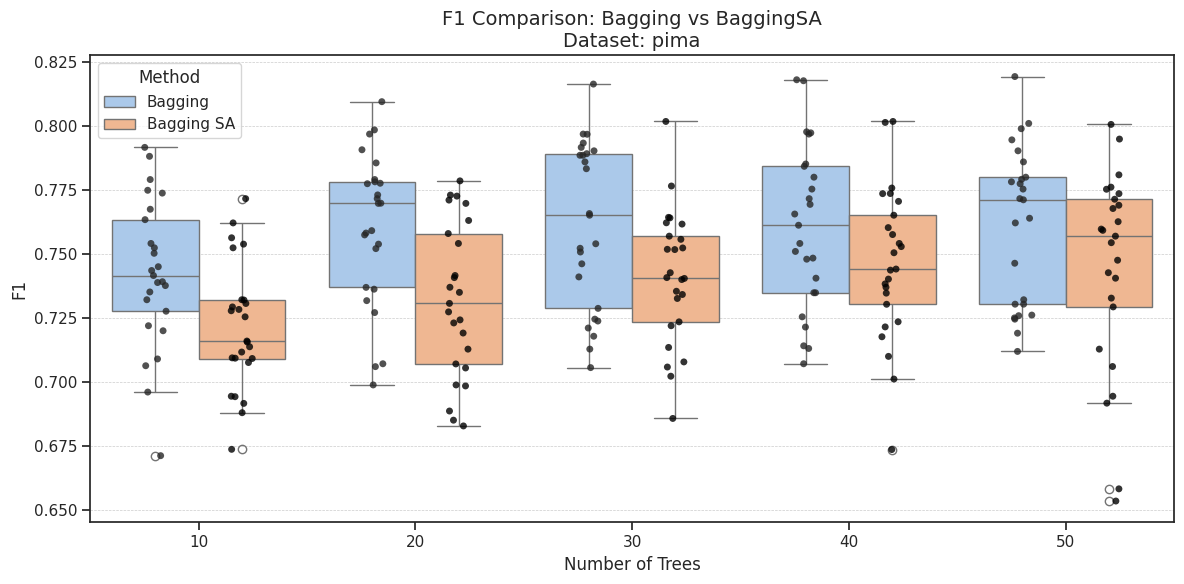 F1 Comparison: Bagging vs BaggingSA
Dataset: pima
Method
Bagging
Bagging SA
0.825
0.800
0.775
0.750
0.725
0.700
0.675
0.650
F1
10
20
30
40
50
Number of Trees